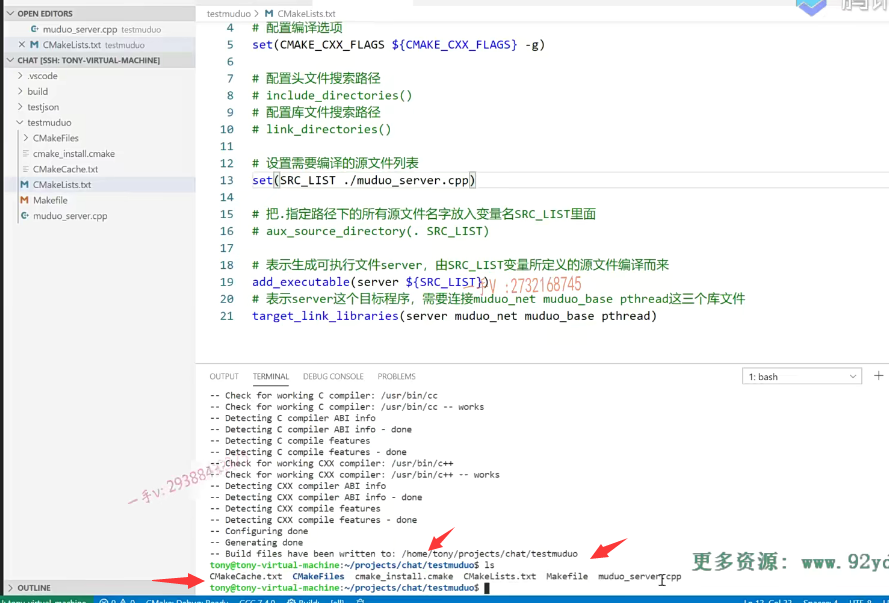 OPEN EDITORS
muduo_server.cpp testmuduo
CMakeLists.txt testmuduo
CHAT [SSH: TONY-VIRTUAL-MACHINE]
.vscode
build
testjson
testmuduo
CMakeFiles
cmake_install.cmake
CMakeCache.txt
CMakeLists.txt
Makefile
muduo_server.cpp
OUTLINE
testmuduo > CMakeLists.txt
4 # 配置编译选项
5 set(CMAKE_CXX_FLAGS ${CMAKE_CXX_FLAGS} -g)
6
7 # 配置头文件搜索路径
8 # include_directories()
9 # 配置库文件搜索路径
10 # link_directories()
11
12 # 设置需要编译的源文件列表
13 set(SRC_LIST ./muduo_server.cpp)
14
15 # 把.指定路径下的所有源文件名字放入变量名SRC_LIST里面
16 # aux_source_directory(. SRC_LIST)
17
18 # 表示生成可执行文件server，由SRC_LIST变量所定义的源文件编译而来
19 add_executable(server ${SRC_LIST})
一手V :2732168745
20 # 表示server这个目标程序，需要连接muduo_net muduo_base pthread这三个库文件
21 target_link_libraries(server muduo_net muduo_base pthread)
OUTPUT TERMINAL DEBUG CONSOLE PROBLEMS 1: bash
-- Check for working C compiler: /usr/bin/cc
-- Check for working C compiler: /usr/bin/cc -- works
-- Detecting C compiler ABI info
-- Detecting C compiler ABI info - done
-- Detecting C compile features
-- Detecting C compile features - done
-- Check for working CXX compiler: /usr/bin/c++
-- Check for working CXX compiler: /usr/bin/c++ -- works
-- Detecting CXX compiler ABI info
-- Detecting CXX compiler ABI info - done
-- Detecting CXX compile features
-- Detecting CXX compile features - done
-- Configuring done
-- Generating done
-- Build files have been written to: /home/tony/projects/chat/testmuduo
tony@tony-virtual-machine:~/projects/chat/testmuduo$ ls
CMakeCache.txt CMakeFiles cmake_install.cmake CMakeLists.txt Makefile muduo_server.cpp
tony@tony-virtual-machine:~/projects/chat/testmuduo$
一手v:
更多资源: www.92yd